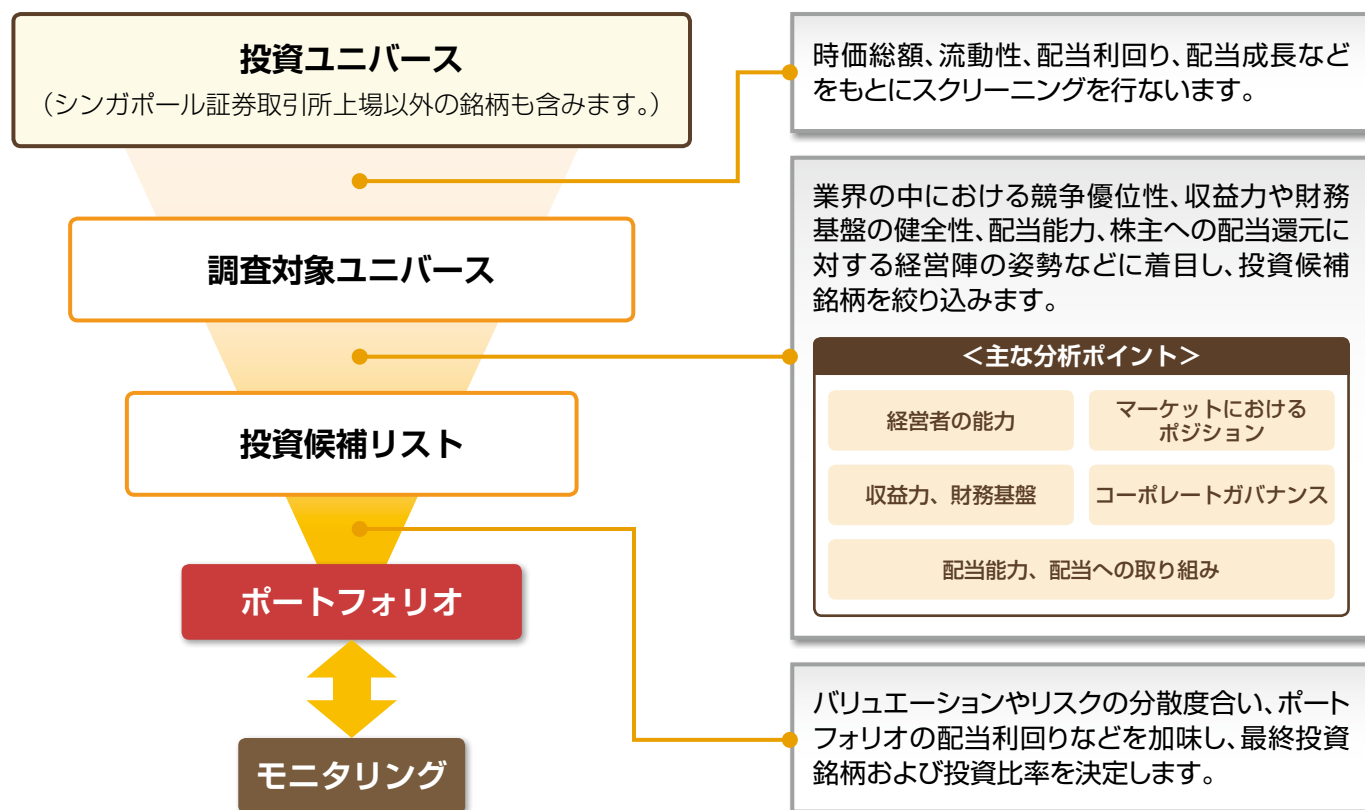 投資ユニバース
（シンガポール証券取引所上場以外の銘柄も含みます。）
時価総額、流動性、配当利回り、配当成長など
をもとにスクリーニングを行ないます。
調査対象ユニバース
業界の中における競争優位性、収益力や財務
基盤の健全性、配当能力、株主への配当還元に
対する経営陣の姿勢などに着目し、投資候補
銘柄を絞り込みます。
＜主な分析ポイント＞
経営者の能力
マーケットにおける
ポジション
収益力、財務基盤
コーポレートガバナンス
配当能力、配当への取り組み
投資候補リスト
ポートフォリオ
バリュエーションやリスクの分散度合い、ポート
フォリオの配当利回りなどを加味し、最終投資
銘柄および投資比率を決定します。
モニタリング